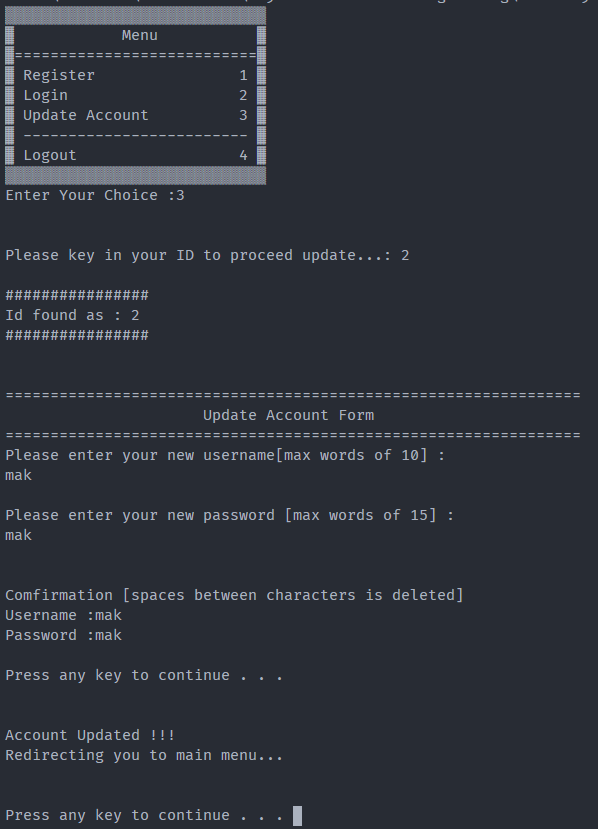 Menu
===========================
Register 1
Login 2
Update Account 3
-------------------------
Logout 4
Enter Your Choice :3
Please key in your ID to proceed update...: 2
################
Id found as : 2
################
================================================================
Update Account Form
================================================================
Please enter your new username[max words of 10] :
mak
Please enter your new password [max words of 15] :
mak
Comfirmation [spaces between characters is deleted]
Username :mak
Password :mak
Press any key to continue . . .
Account Updated !!!
Redirecting you to main menu...
Press any key to continue . . .